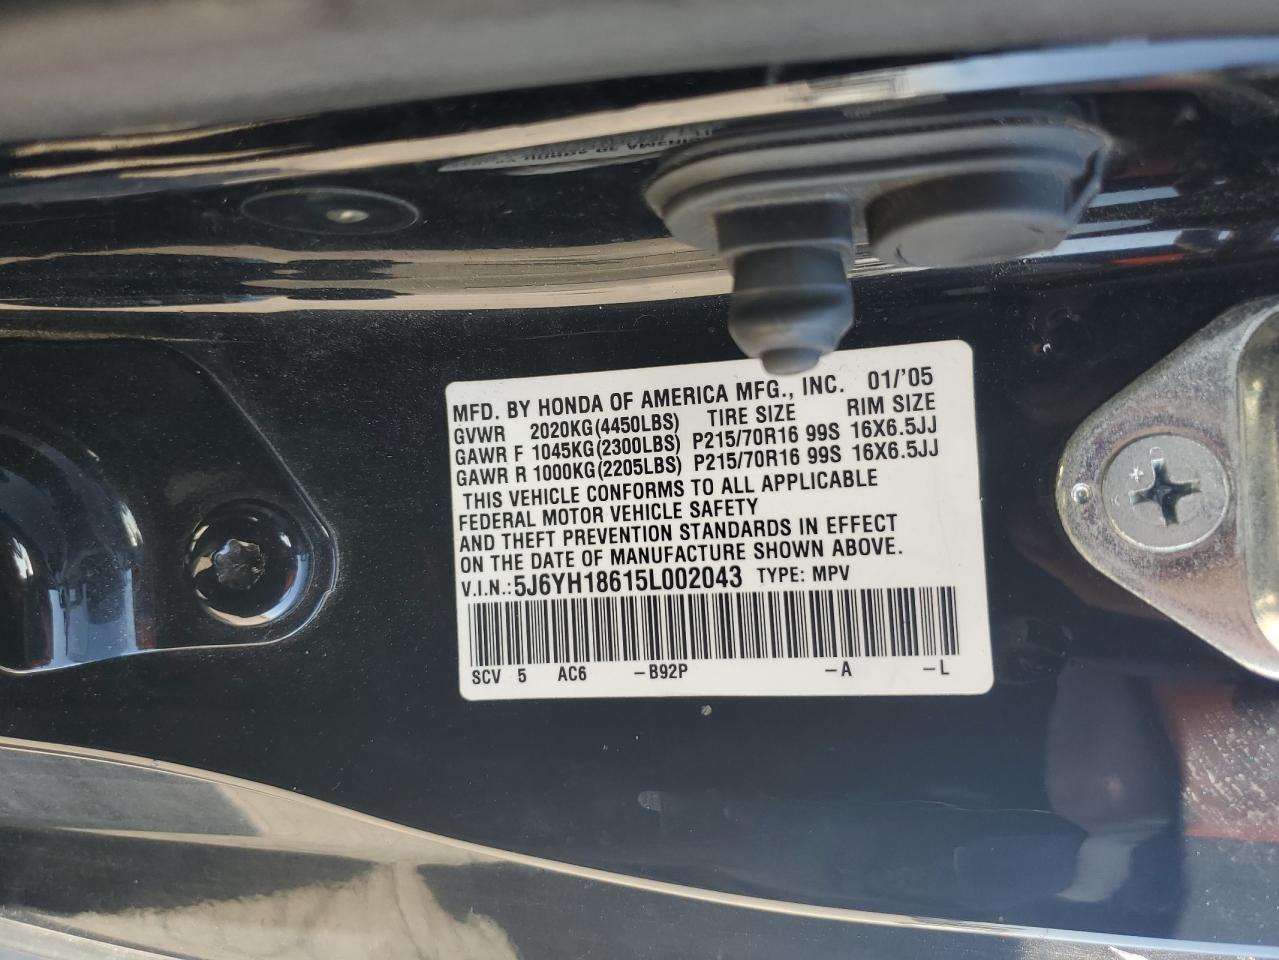 MFD. BY HONDA OF AMERICA MFG., INC. 01/'05
GVWR 2020KG(4450LBS) TIRE SIZE RIM SIZE
GAWR F 1045KG(2300LBS) P215/70R16 99S 16X6.5JJ
GAWR R 1000KG(2205LBS) P215/70R16 99S 16X6.5JJ
THIS VEHICLE CONFORMS TO ALL APPLICABLE
FEDERAL MOTOR VEHICLE SAFETY
AND THEFT PREVENTION STANDARDS IN EFFECT
ON THE DATE OF MANUFACTURE SHOWN ABOVE.
V.I.N.:5J6YH18615L002043 TYPE: MPV
SCV 5 AC6 -B92P -A -L